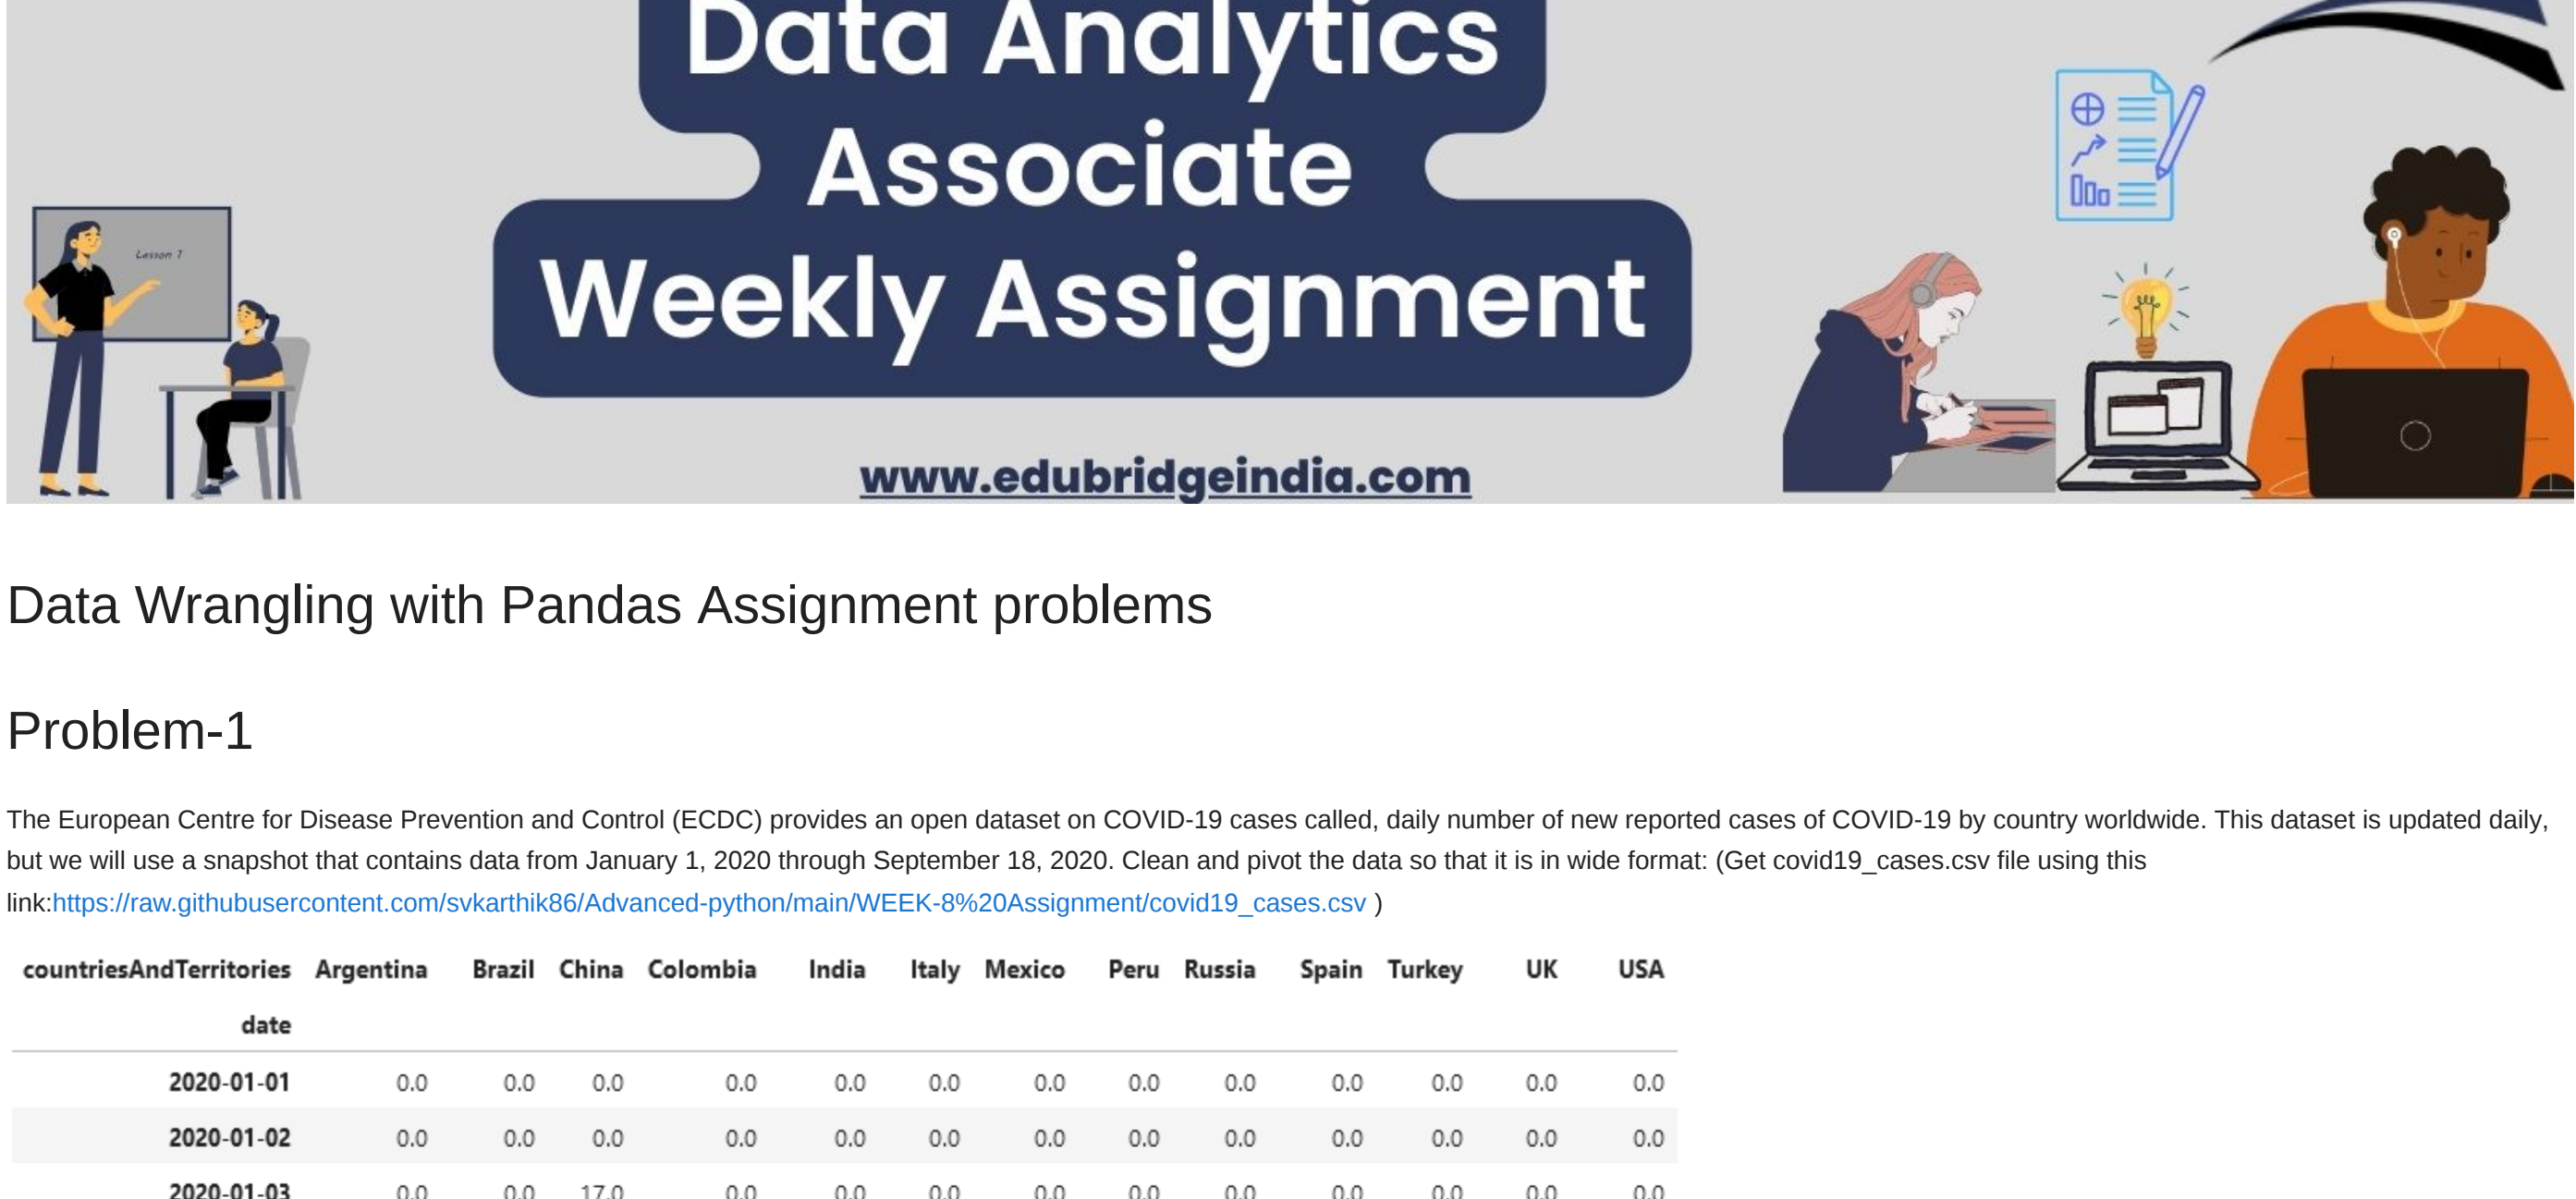 Data Analytics
Associate
Weekly Assignment
Lesson 7
www.edubridgeindia.com
Data Wrangling with Pandas Assignment problems
Problem-1
The European Centre for Disease Prevention and Control (ECDC) provides an open dataset on COVID-19 cases called, daily number of new reported cases of COVID-19 by country worldwide. This dataset is updated daily,
but we will use a snapshot that contains data from January 1, 2020 through September 18, 2020. Clean and pivot the data so that it is in wide format: (Get covid19_cases.csv file using this
link:https://raw.githubusercontent.com/svkarthik86/Advanced-python/main/WEEK-8%20Assignment/covid19_cases.csv )
countriesAndTerritories Argentina Brazil China Colombia India Italy Mexico Peru Russia Spain Turkey UK USA
date
2020-01-01 0.0 0.0 0.0 0.0 0.0 0.0 0.0 0.0 0.0 0.0 0.0 0.0 0.0
2020-01-02 0.0 0.0 0.0 0.0 0.0 0.0 0.0 0.0 0.0 0.0 0.0 0.0 0.0
2020-01-03 0.0 0.0 17.0 0.0 0.0 0.0 0.0 0.0 0.0 0.0 0.0 0.0 0.0